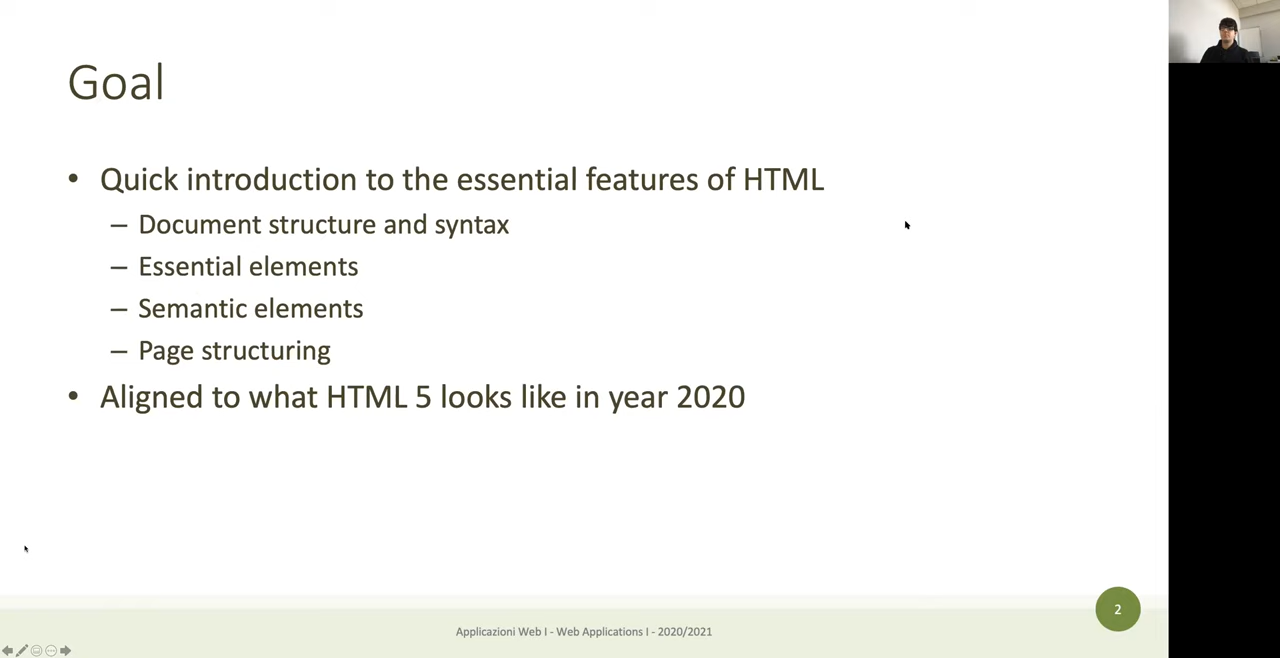 Goal
• Quick introduction to the essential features of HTML
– Document structure and syntax
– Essential elements
– Semantic elements
– Page structuring
• Aligned to what HTML 5 looks like in year 2020
2
Applicazioni Web I - Web Applications I - 2020/2021